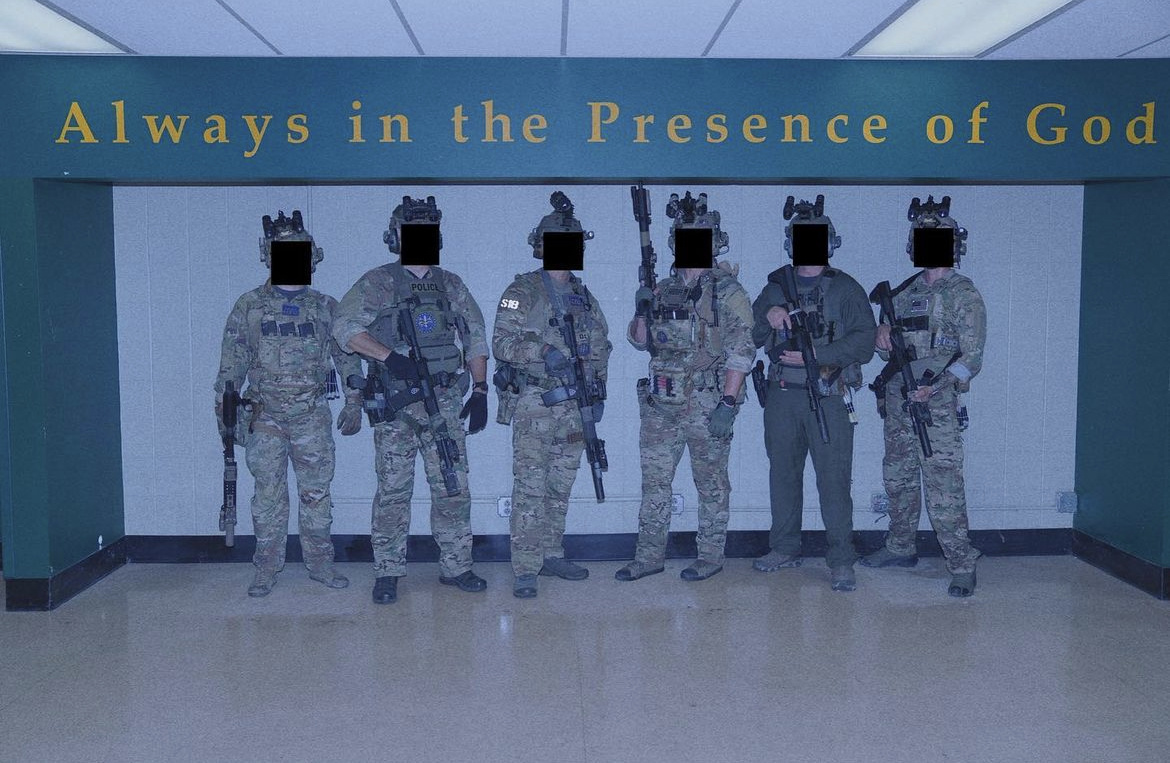 Always in the Presence of God
POLICE
S18